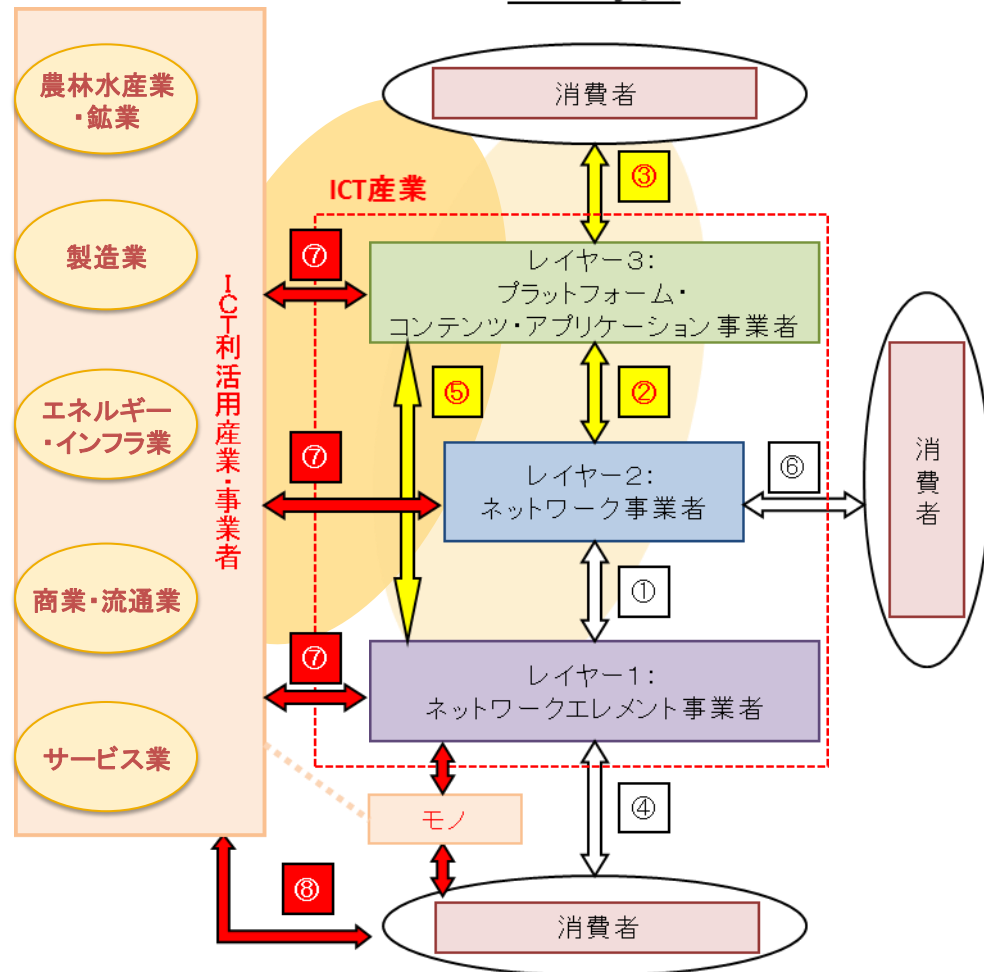 農林水産業
・鉱業
製造業
エネルギー
・インフラ業
商業・流通業
サービス業
ICT利活用産業・事業者
消費者
③
ICT産業
⑦
レイヤー3：
プラットフォーム・
コンテンツ・アプリケーション事業者
⑤
②
⑦
レイヤー2：
ネットワーク事業者
⑥
消費者
①
⑦
レイヤー1：
ネットワークエレメント事業者
モノ
④
⑧
消費者